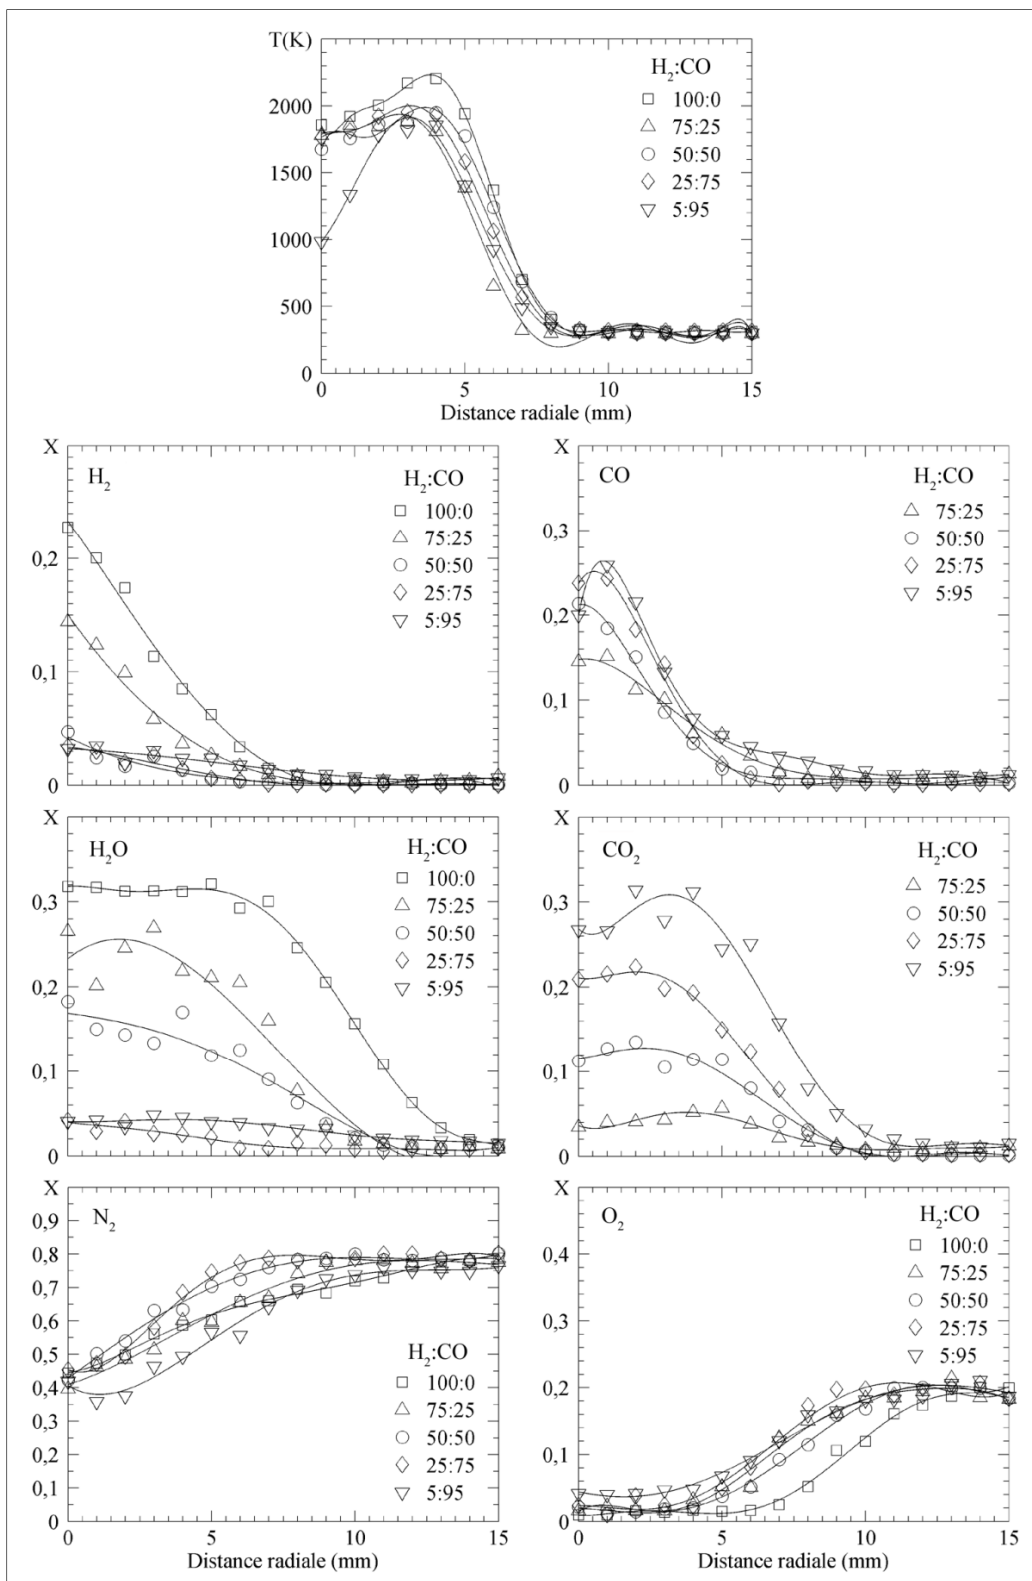 T(K)
H₂:CO
100:0
75:25
50:50
25:75
5:95
2000
1500
1000
500
0
0 5 10 15
Distance radiale (mm)
X
H₂
H₂:CO
100:0
75:25
50:50
25:75
5:95
0,2
0,1
0
X
CO
H₂:CO
75:25
50:50
25:75
5:95
0,3
0,2
0,1
0
X
H₂O
H₂:CO
100:0
75:25
50:50
25:75
5:95
0,3
0,2
0,1
0
X
CO₂
H₂:CO
75:25
50:50
25:75
5:95
0,3
0,2
0,1
0
X
N₂
0,9
0,8
0,7
0,6
0,5
0,4
0,3
0,2
0,1
0
H₂:CO
100:0
75:25
50:50
25:75
5:95
0 5 10 15
Distance radiale (mm)
X
O₂
H₂:CO
100:0
75:25
50:50
25:75
5:95
0,4
0,3
0,2
0,1
0
0 5 10 15
Distance radiale (mm)